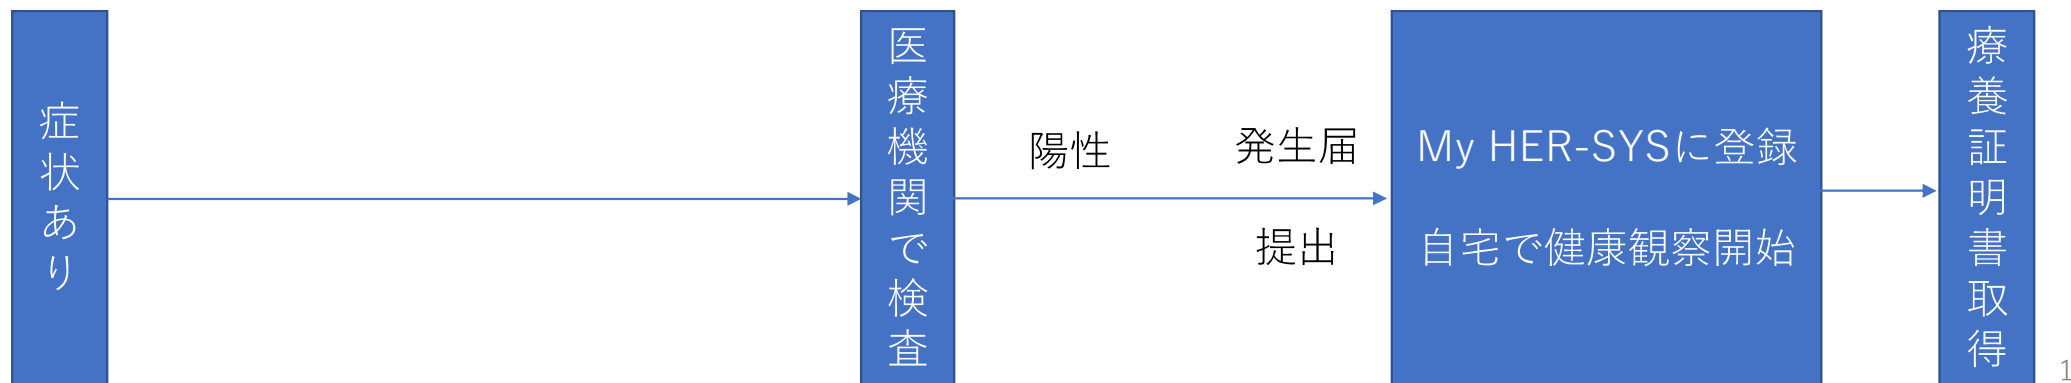 症状あり
医療機関で検査
陽性
発生届
提出
My HER-SYSに登録
自宅で健康観察開始
療養証明書取得
1